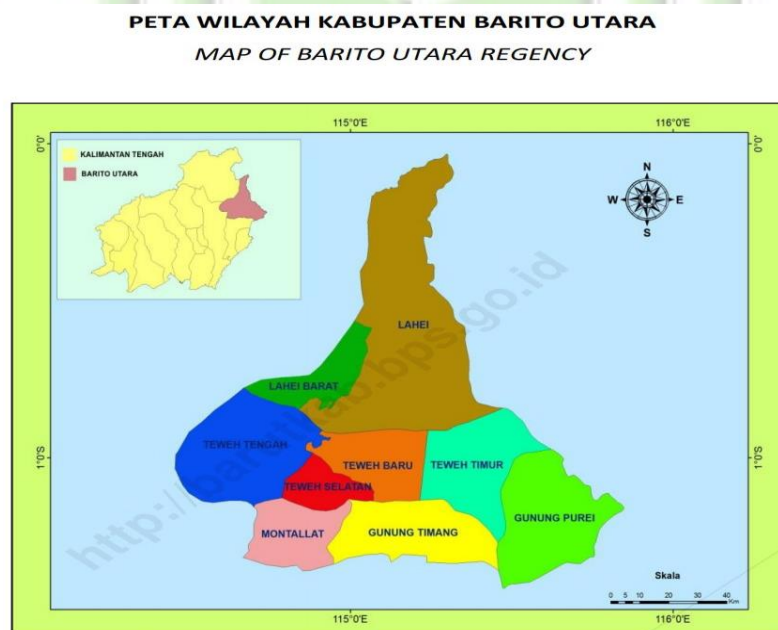 PETA WILAYAH KABUPATEN BARITO UTARA
MAP OF BARITO UTARA REGENCY
115°0'E
116°0'E
0°0'
0°0'
KALIMANTAN TENGAH
BARITO UTARA
N
W
E
S
LAHEI
LAHEI BARAT
TEWEH TENGAH
TEWEH BARU
TEWEH TIMUR
1°0'S
1°0'S
TEWEH SELATAN
GUNUNG PUREI
MONTALLAT
GUNUNG TIMANG
http://barutkab.bps.go.id
Skala
0 5 10 20 30 40
Km
115°0'E
116°0'E